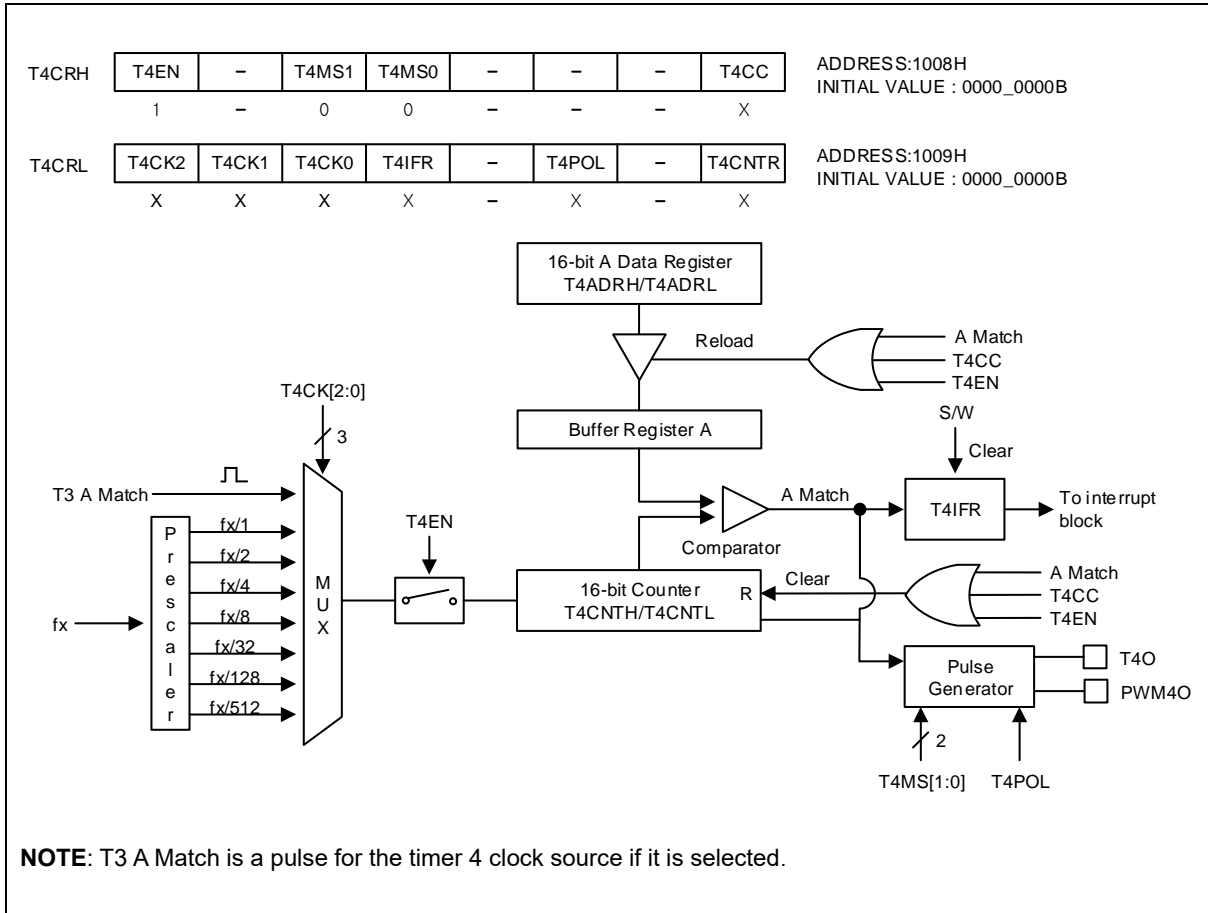 T4CRH T4EN – T4MS1 T4MS0 – – – T4CC ADDRESS:1008H
INITIAL VALUE : 0000_0000B
1 – 0 0 – – – X
T4CRL T4CK2 T4CK1 T4CK0 T4IFR – T4POL – T4CNTR ADDRESS:1009H
INITIAL VALUE : 0000_0000B
X X X X – X – X
16-bit A Data Register
T4ADRH/T4ADRL
Reload
A Match
T4CC
T4EN
T4CK[2:0]
3
Buffer Register A
S/W
Clear
T3 A Match
A Match
T4IFR
To interrupt
block
Comparator
Prescaler
fx/1
fx/2
fx/4
fx/8
fx/32
fx/128
fx/512
fx
MUX
T4EN
16-bit Counter
T4CNTH/T4CNTL
R
Clear
A Match
T4CC
T4EN
Pulse
Generator
T4O
PWM4O
2
T4MS[1:0]
T4POL
NOTE: T3 A Match is a pulse for the timer 4 clock source if it is selected.